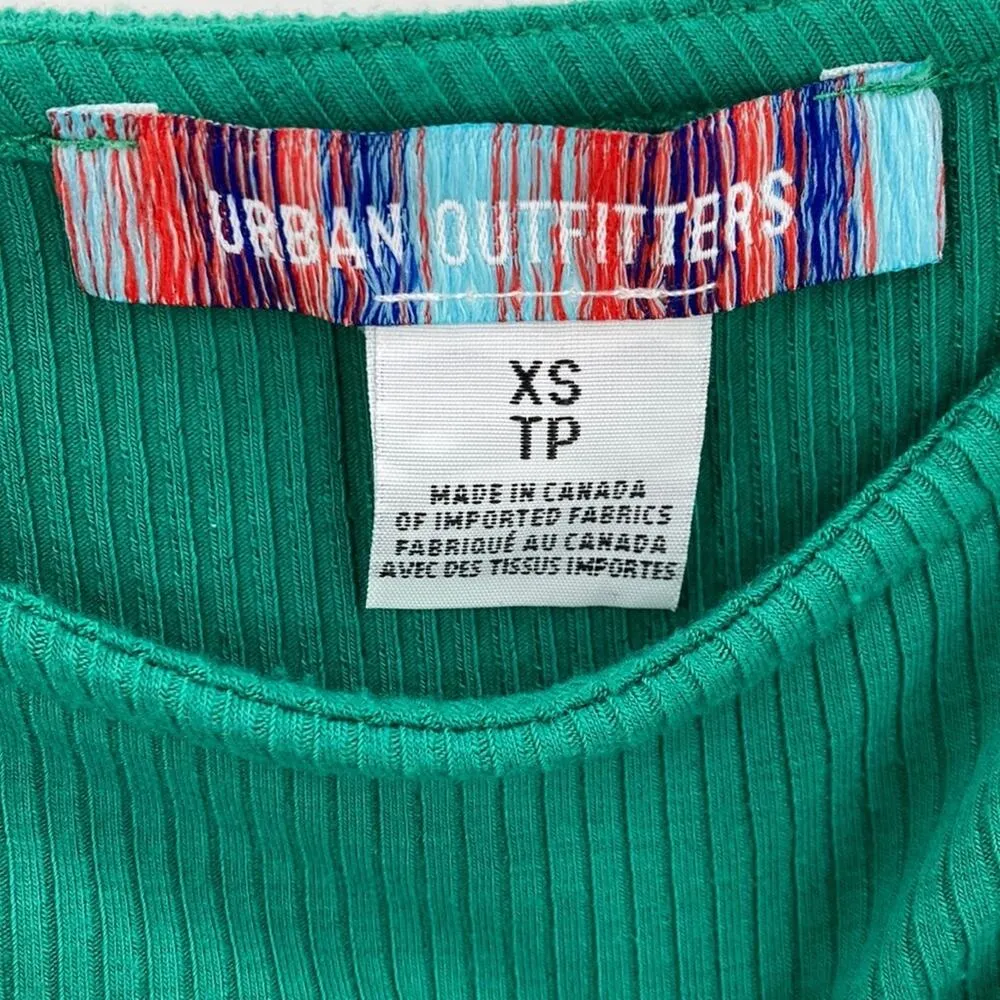 URBAN OUTFITTERS
XS
TP
MADE IN CANADA
OF IMPORTED FABRICS
FABRIQUÉ AU CANADA
AVEC DES TISSUS IMPORTES